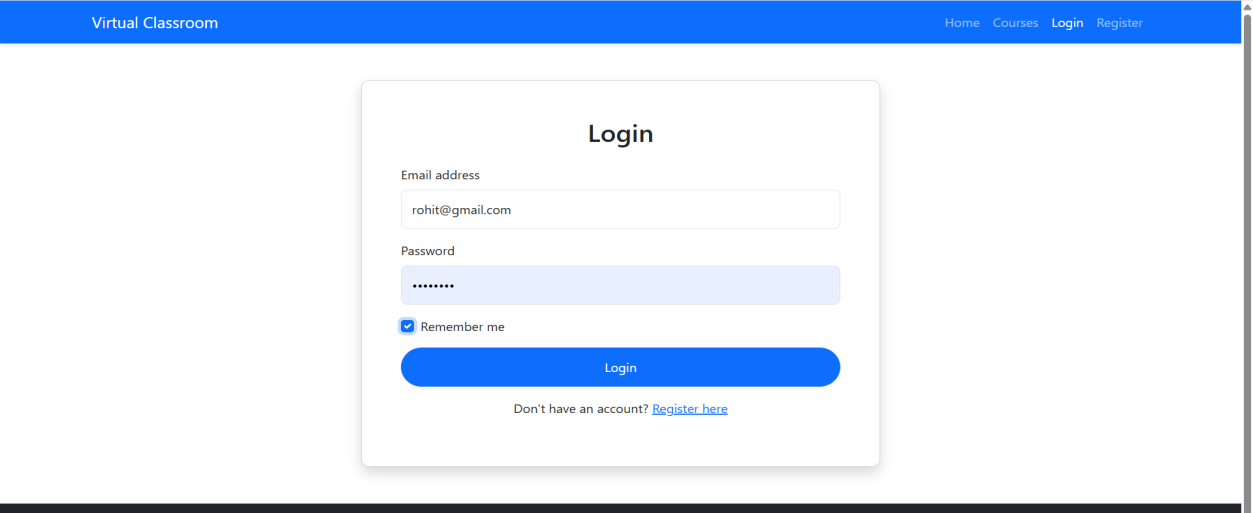 Virtual Classroom
Home Courses Login Register
Login
Email address
rohit@gmail.com
Password
••••••••
Remember me
Login
Don't have an account? Register here